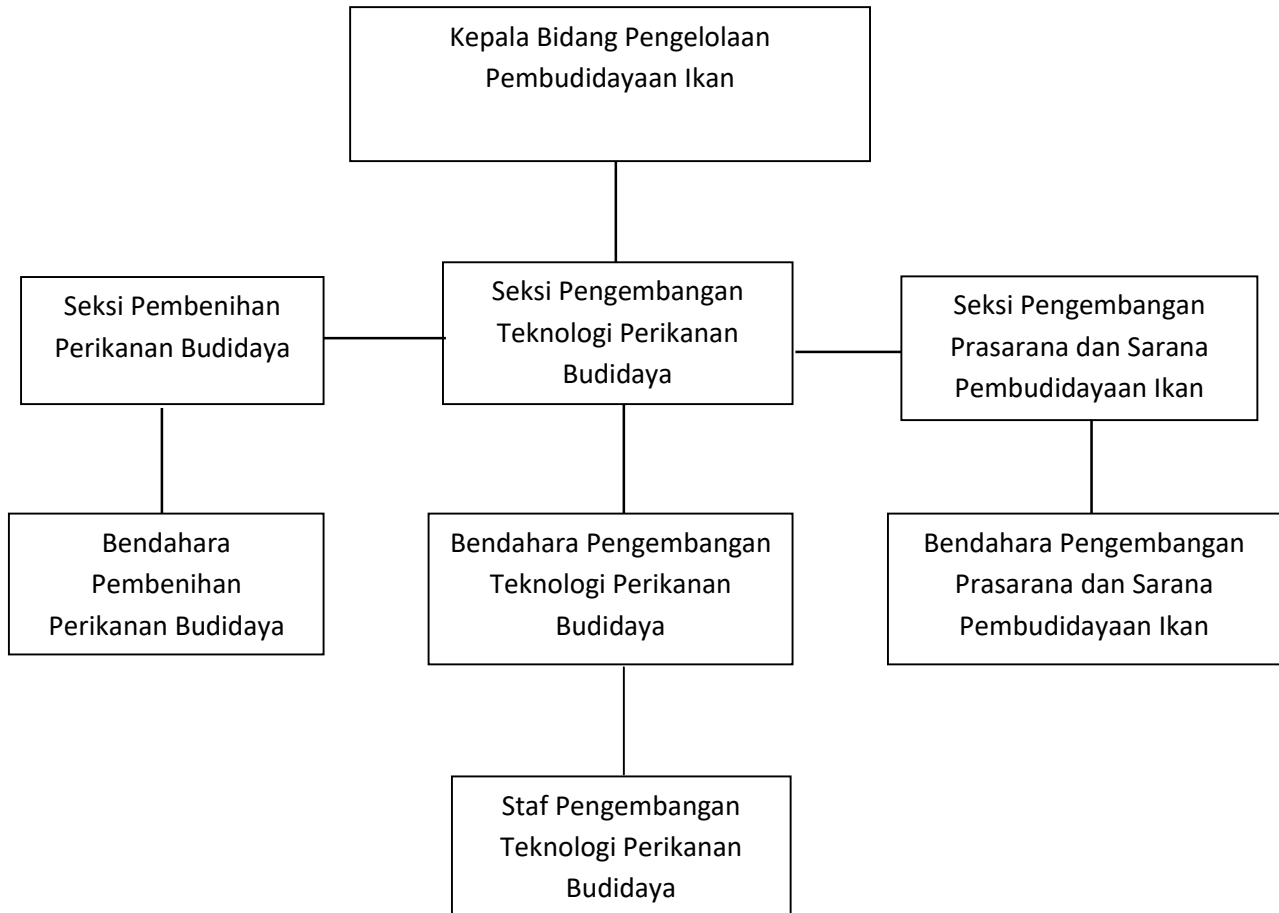 Kepala Bidang Pengelolaan
Pembudidayaan Ikan
Seksi Pembenihan
Perikanan Budidaya
Seksi Pengembangan
Teknologi Perikanan
Budidaya
Seksi Pengembangan
Prasarana dan Sarana
Pembudidayaan Ikan
Bendahara
Pembenihan
Perikanan Budidaya
Bendahara Pengembangan
Teknologi Perikanan
Budidaya
Bendahara Pengembangan
Prasarana dan Sarana
Pembudidayaan Ikan
Staf Pengembangan
Teknologi Perikanan
Budidaya